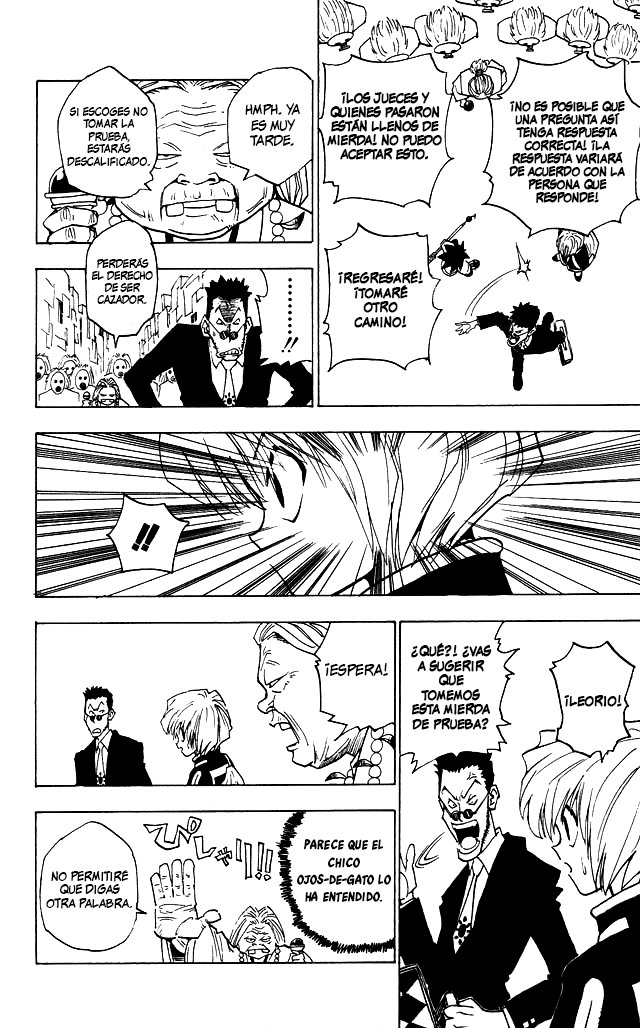 ¡NO ES POSIBLE
QUE UNA PREGUNTA ASÍ
TENGA RESPUESTA
CORRECTA! ¡LA
RESPUESTA VARIARÁ
DE ACUERDO CON LA
PERSONA QUE
RESPONDE!
¡LOS JUECES Y
QUIENES PASARON
ESTÁN LLENOS DE
MIERDA! NO PUEDO
ACEPTAR ESTO.
¡REGRESARÉ!
¡TOMARÉ
OTRO
CAMINO!
HMPH. YA
ES MUY
TARDE.
SI ESCOGES NO
TOMAR LA
PRUEBA,
ESTARÁS
DESCALIFICADO.
PERDERÁS
EL DERECHO
DE SER
CAZADOR.
........!!
!!
¡LEORIO!
¿QUÉ?! ¿VAS
A SUGERIR
QUE
TOMEMOS
ESTA MIERDA
DE PRUEBA?
¡ESPERA!
PARECE QUE EL
CHICO
OJOS-DE-GATO LO
HA ENTENDIDO.
ぴしゃり!!!
NO PERMITIRÉ
QUE DIGAS
OTRA PALABRA.